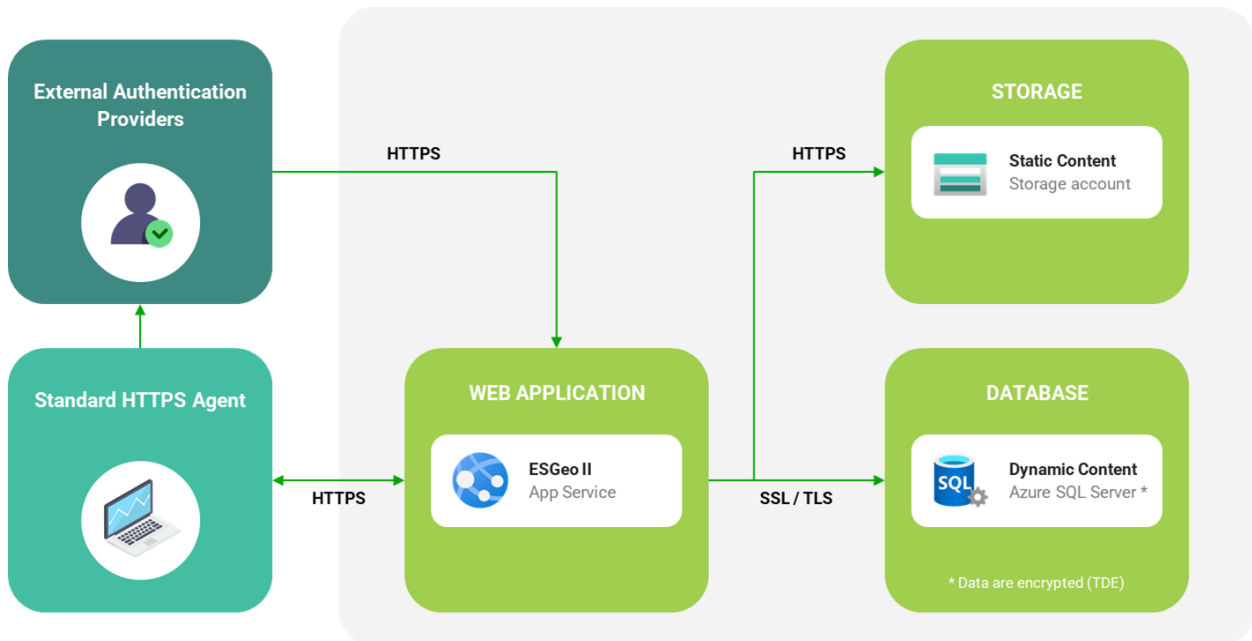 External Authentication
Providers
HTTPS
HTTPS
STORAGE
Static Content
Storage account
Standard HTTPS Agent
HTTPS
WEB APPLICATION
ESGeo II
App Service
SSL / TLS
DATABASE
SQL
Dynamic Content
Azure SQL Server *
* Data are encrypted (TDE)